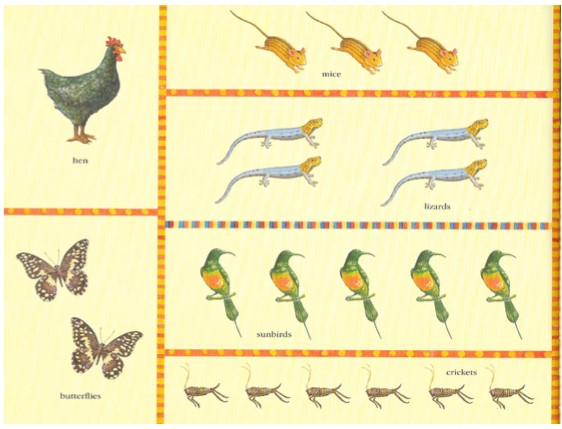 hen
butterflies
mice
lizards
sunbirds
crickets